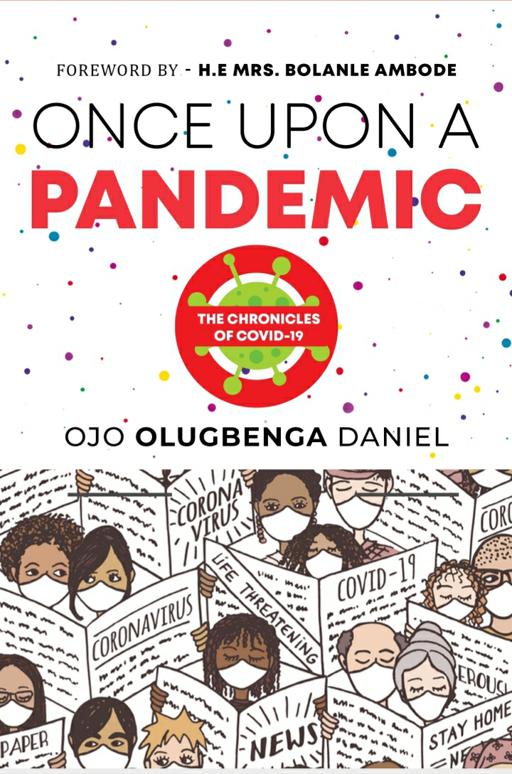 FOREWORD BY - H.E MRS. BOLANLE AMBODE
ONCE UPON A
PANDEMIC
THE CHRONICLES
OF COVID-19
OJO OLUGBENGA DANIEL
CORONA
VIRUS
COVID-19
LIFE THREATENING
CORONAVIRUS
NEWS
STAY HOME
PAPER